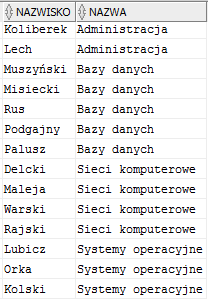 NAZWISKO NAZWA
Koliberek Administracja
Lech Administracja
Muszyński Bazy danych
Misiecki Bazy danych
Rus Bazy danych
Podgajny Bazy danych
Palusz Bazy danych
Delcki Sieci komputerowe
Maleja Sieci komputerowe
Warski Sieci komputerowe
Rajski Sieci komputerowe
Lubicz Systemy operacyjne
Orka Systemy operacyjne
Kolski Systemy operacyjne